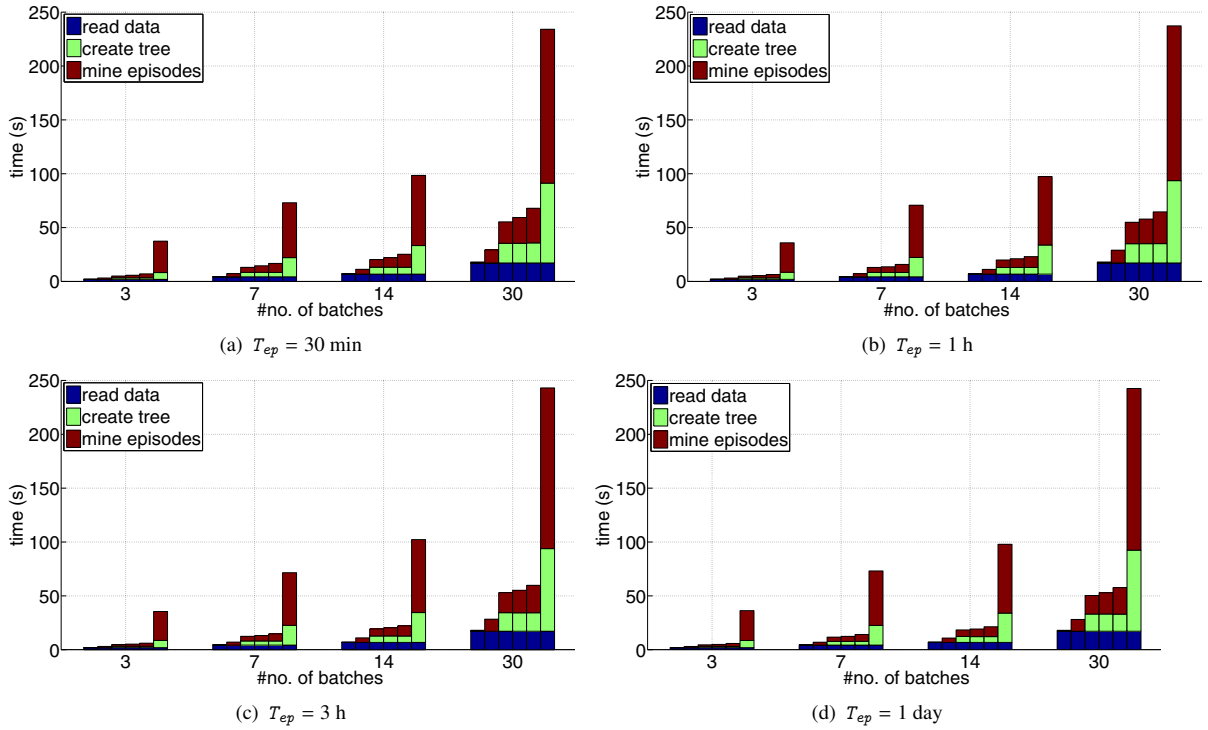 250
200
150
100
50
0
time (s)
read data
create tree
mine episodes
3 7 14 30
#no. of batches
(a) T_ep = 30 min
250
200
150
100
50
0
time (s)
read data
create tree
mine episodes
3 7 14 30
#no. of batches
(b) T_ep = 1 h
250
200
150
100
50
0
time (s)
read data
create tree
mine episodes
3 7 14 30
#no. of batches
(c) T_ep = 3 h
250
200
150
100
50
0
time (s)
read data
create tree
mine episodes
3 7 14 30
#no. of batches
(d) T_ep = 1 day